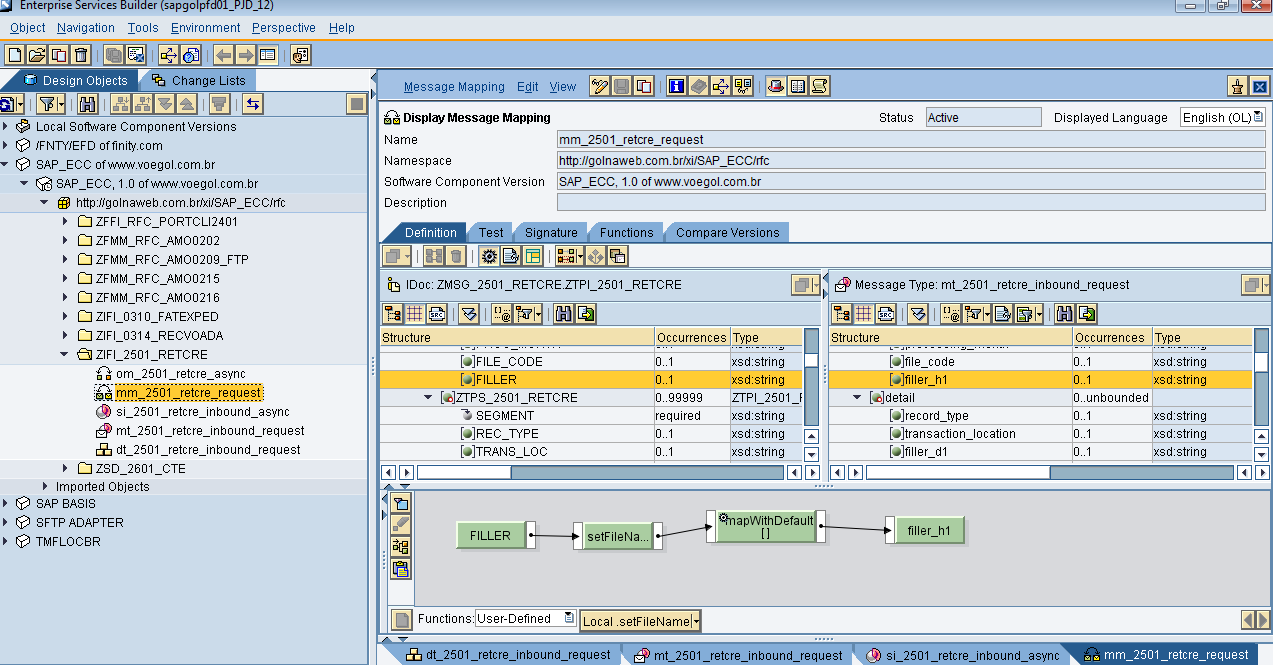 Enterprise Services Builder (sapgolpfd01_PJD_12)
Object Navigation Tools Environment Perspective Help
Design Objects Change Lists
Local Software Component Versions
/FNTY/EFD of finity.com
SAP_ECC of www.voegol.com.br
SAP_ECC, 1.0 of www.voegol.com.br
http://golnaweb.com.br/xi/SAP_ECC/rfc
ZFFI_RFC_PORTCLI2401
ZFMM_RFC_AMO0202
ZFMM_RFC_AMO0209_FTP
ZFMM_RFC_AMO0215
ZFMM_RFC_AMO0216
ZIFI_0310_FATEXPED
ZIFI_0314_RECVOADA
ZIFI_2501_RETCRE
om_2501_retcre_async
mm_2501_retcre_request
si_2501_retcre_inbound_async
mt_2501_retcre_inbound_request
dt_2501_retcre_inbound_request
ZSD_2601_CTE
Imported Objects
SAP BASIS
SFTP ADAPTER
TMFLOCBR
Message Mapping Edit View
Display Message Mapping
Status Active Displayed Language English (OL)
Name mm_2501_retcre_request
Namespace http://golnaweb.com.br/xi/SAP_ECC/rfc
Software Component Version SAP_ECC, 1.0 of www.voegol.com.br
Description
Definition Test Signature Functions Compare Versions
IDoc: ZMSG_2501_RETCRE.ZTPI_2501_RETCRE
SRC
Structure Occurrences Type
FILE_CODE 0..1 xsd:string
FILLER 0..1 xsd:string
ZTPS_2501_RETCRE 0..99999 ZTPI_2501_F
SEGMENT required xsd:string
REC_TYPE 0..1 xsd:string
TRANS_LOC 0..1 xsd:string
Message Type: mt_2501_retcre_inbound_request
SRC
Structure Occurrences Type
file_code 0..1 xsd:string
filler_h1 0..1 xsd:string
detail 0..unbounded
record_type 0..1 xsd:string
transaction_location 0..1 xsd:string
filler_d1 0..1 xsd:string
FILLER
setFileNa...
mapWithDefault
[]
filler_h1
Functions: User-Defined Local .setFileName
dt_2501_retcre_inbound_request mt_2501_retcre_inbound_request si_2501_retcre_inbound_async mm_2501_retcre_request